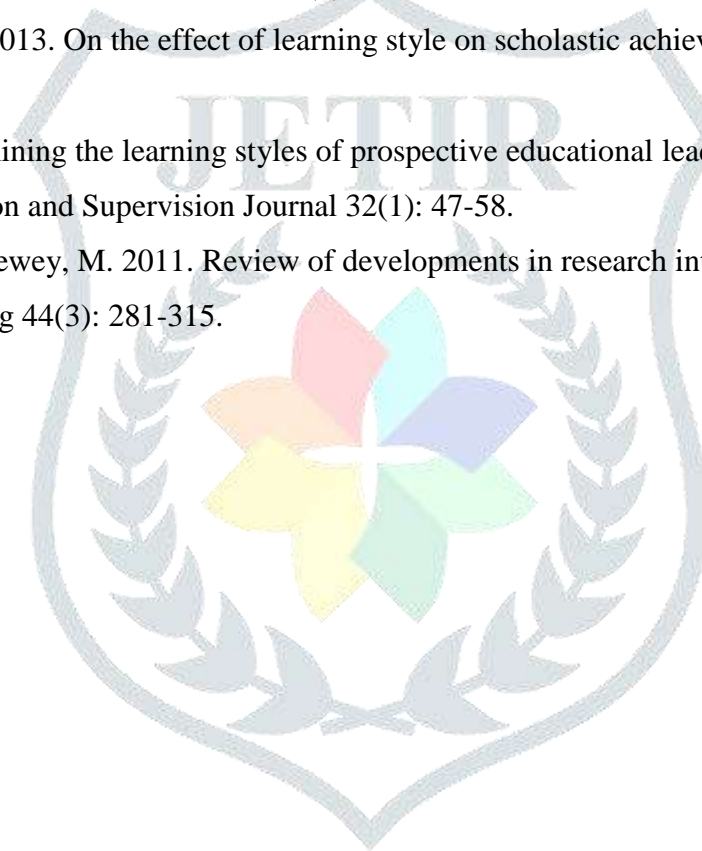 013. On the effect of learning style on scholastic achiev
JETIR
ining the learning styles of prospective educational lea
on and Supervision Journal 32(1): 47-58.
ewey, M. 2011. Review of developments in research in
g 44(3): 281-315.